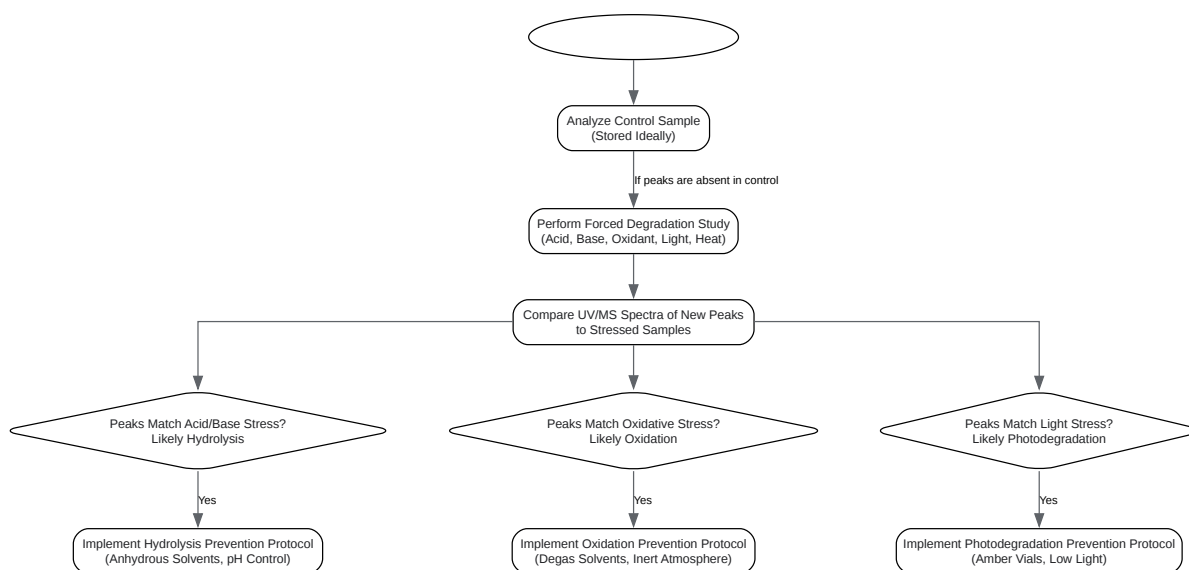 Analyze Control Sample
(Stored Ideally)
If peaks are absent in control
Perform Forced Degradation Study
(Acid, Base, Oxidant, Light, Heat)
Compare UV/MS Spectra of New Peaks
to Stressed Samples
Peaks Match Acid/Base Stress?
Likely Hydrolysis
Peaks Match Oxidative Stress?
Likely Oxidation
Peaks Match Light Stress?
Likely Photodegradation
Yes
Yes
Yes
Implement Hydrolysis Prevention Protocol
(Anhydrous Solvents, pH Control)
Implement Oxidation Prevention Protocol
(Degas Solvents, Inert Atmosphere)
Implement Photodegradation Prevention Protocol
(Amber Vials, Low Light)